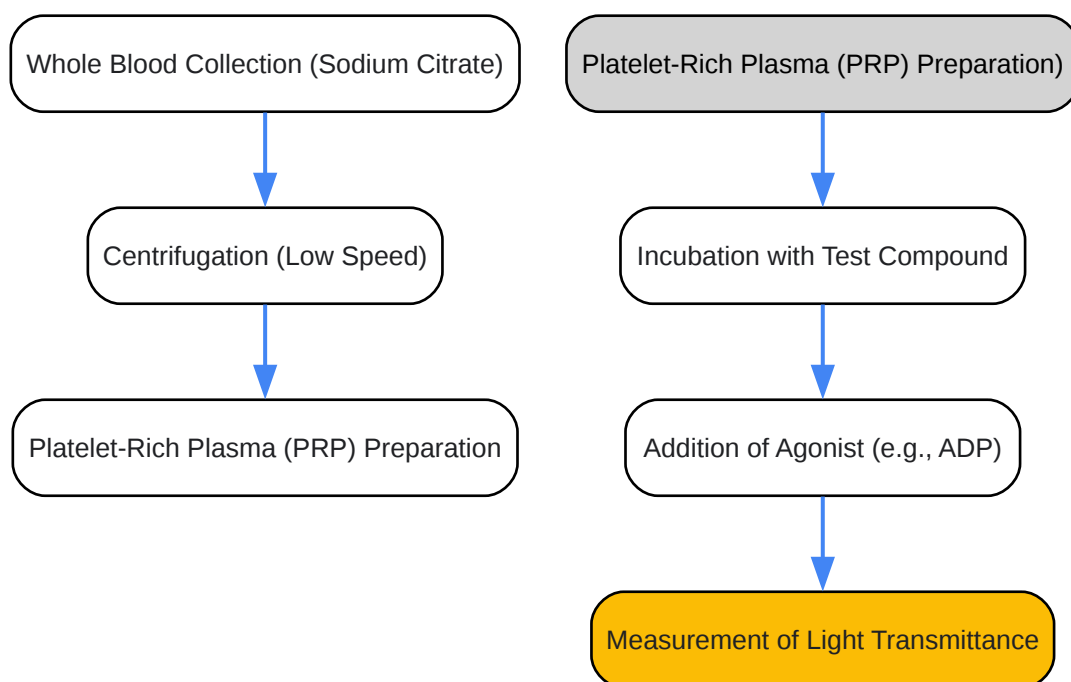 Whole Blood Collection (Sodium Citrate)
Centrifugation (Low Speed)
Platelet-Rich Plasma (PRP) Preparation
Platelet-Rich Plasma (PRP) Preparation)
Incubation with Test Compound
Addition of Agonist (e.g., ADP)
Measurement of Light Transmittance